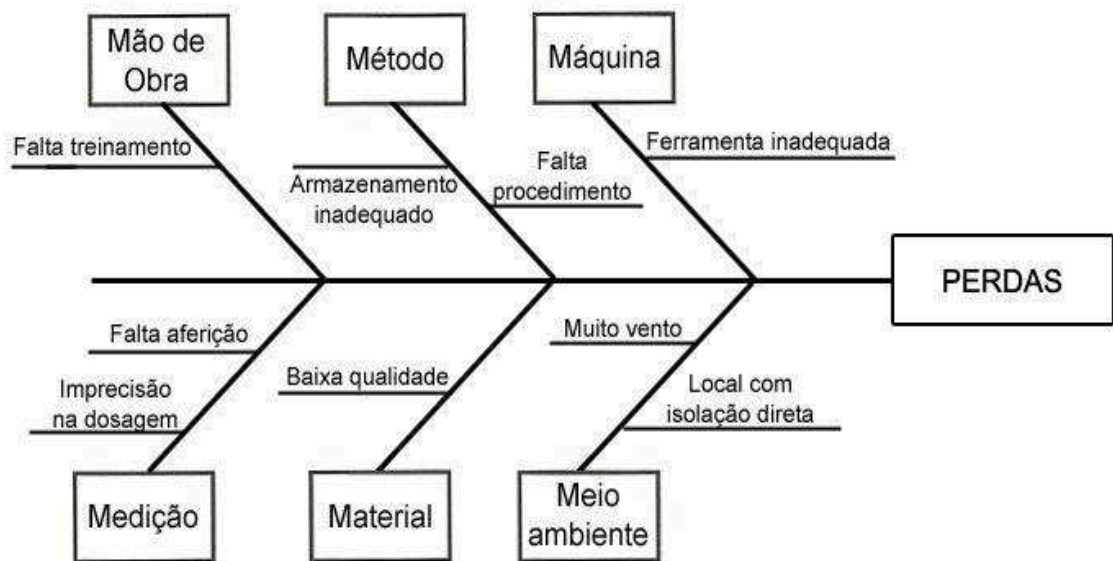 Mão de
Obra
Método
Máquina
Falta treinamento
Armazenamento
inadequado
Falta
procedimento
Ferramenta inadequada
PERDAS
Falta aferição
Imprecisão
na dosagem
Baixa qualidade
Muito vento
Local com
isolação direta
Medição
Material
Meio
ambiente